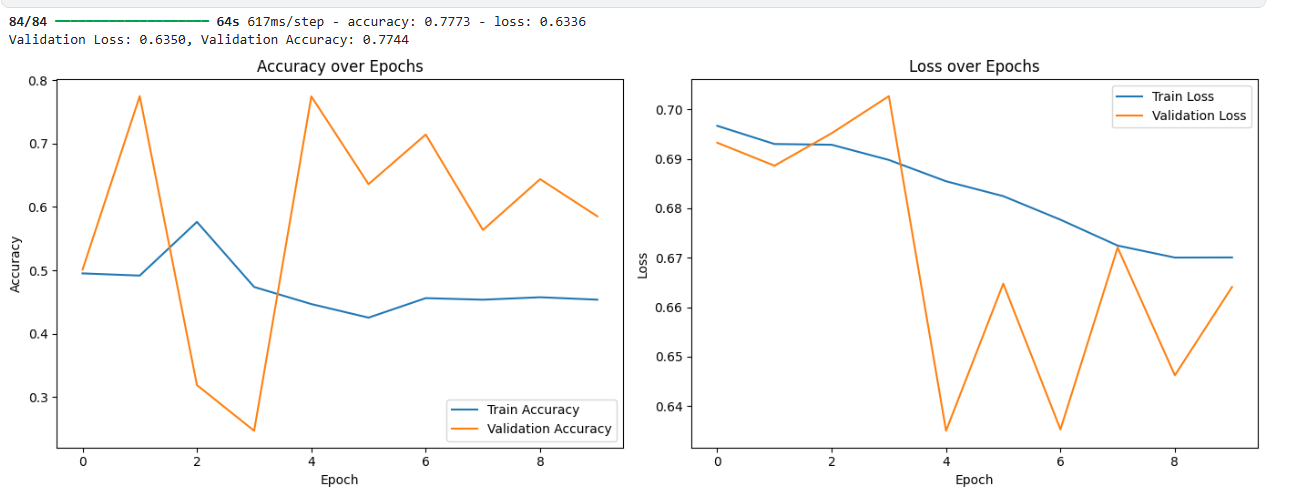 84/84 ━━━━━━━━━━━━━━━━━━━━ 64s 617ms/step - accuracy: 0.7773 - loss: 0.6336
Validation Loss: 0.6350, Validation Accuracy: 0.7744
Accuracy over Epochs
0.8
0.7
0.6
0.5
0.4
0.3
Accuracy
Train Accuracy
Validation Accuracy
0 2 4 6 8
Epoch
Loss over Epochs
0.70
0.69
0.68
0.67
0.66
0.65
0.64
Loss
Train Loss
Validation Loss
0 2 4 6 8
Epoch